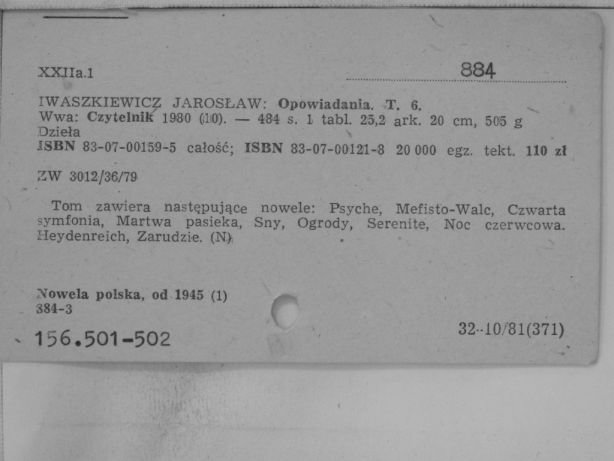 XXIIa.1
884
IWASZKIEWICZ JAROSŁAW: Opowiadania. T. 6.
Wwa: Czytelnik 1980 (10). — 484 s. 1 tabl. 25,2 ark. 20 cm, 505 g
Dzieła
ISBN 83-07-00159-5 całość; ISBN 83-07-00121-8 20 000 egz. tekt. 110 zł
ZW 3012/36/79
Tom zawiera następujące nowele: Psyche, Mefisto-Walc, Czwarta
symfonia, Martwa pasieka, Sny, Ogrody, Serenite, Noc czerwcowa.
Heydenreich, Zarudzie. (N)
Nowela polska, od 1945 (1)
384-3
156.501-502
32--10/81(371)